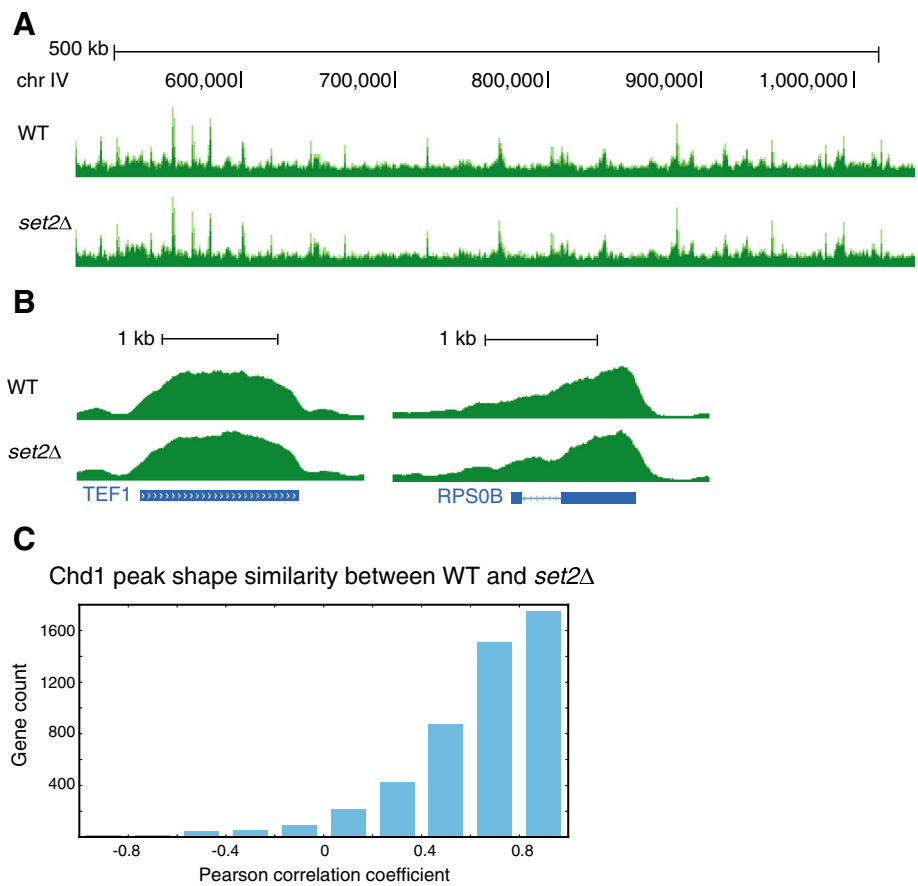 A
500 kb
chr IV 600,000 700,000 800,000 900,000 1,000,000
WT
set2Δ
B
1 kb 1 kb
WT
set2Δ
TEF1 RPS0B
C
Chd1 peak shape similarity between WT and set2Δ
Gene count
1600
1200
800
400
-0.8 -0.4 0 0.4 0.8
Pearson correlation coefficient